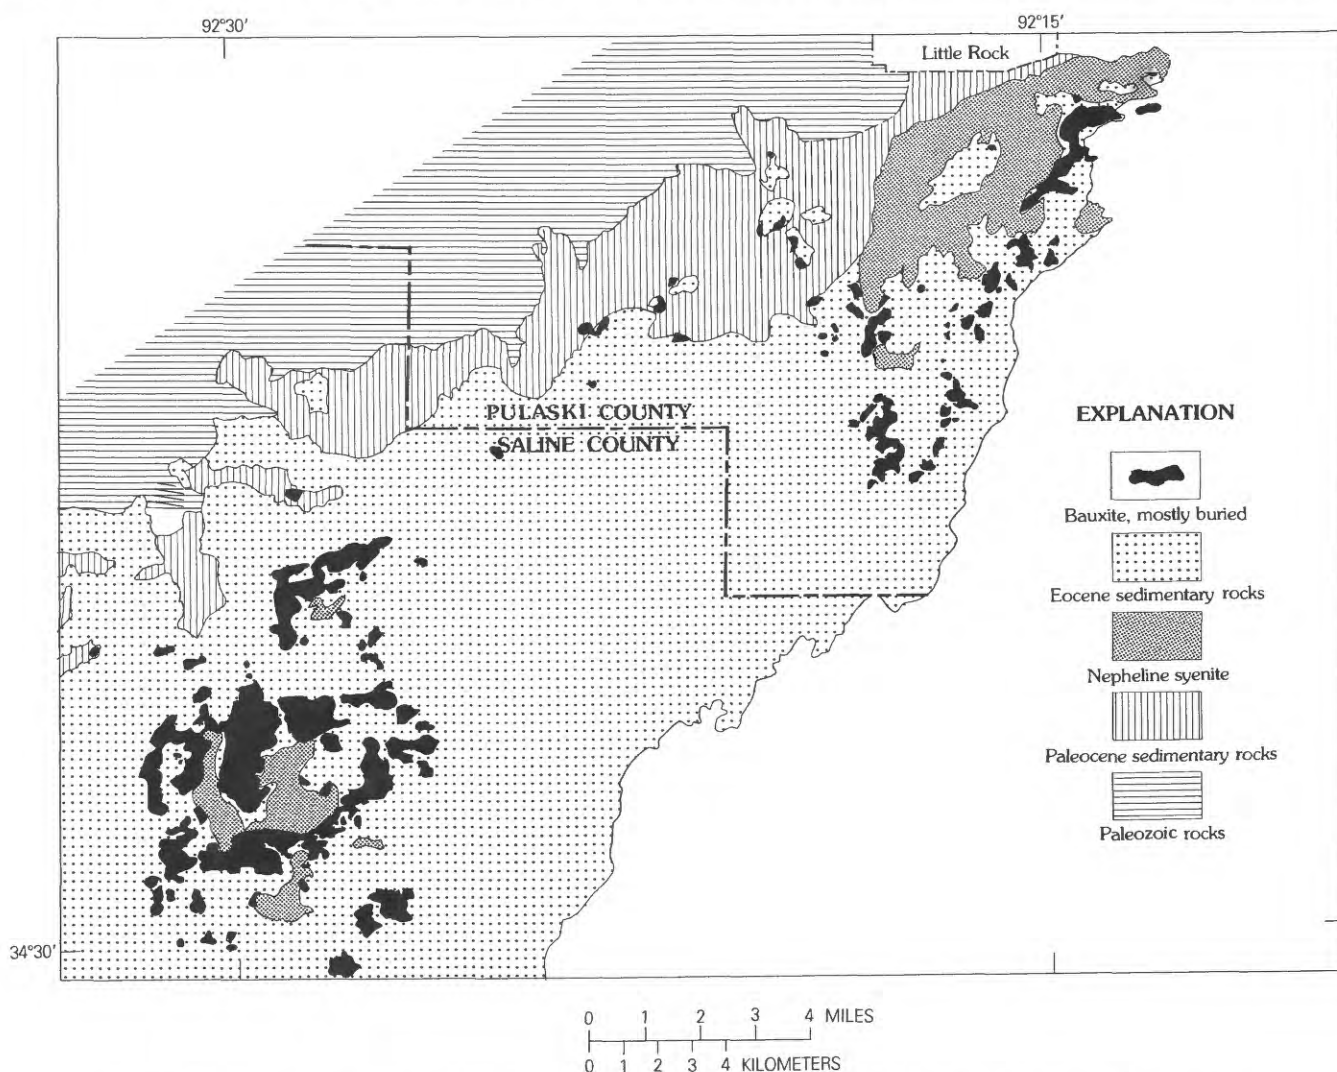 92°30′
92°15′
Little Rock
PULASKI COUNTY
SALINE COUNTY
EXPLANATION
Bauxite, mostly buried
Eocene sedimentary rocks
Nepheline syenite
Paleocene sedimentary rocks
Paleozoic rocks
34°30′
0 1 2 3 4 MILES
0 1 2 3 4 KILOMETERS